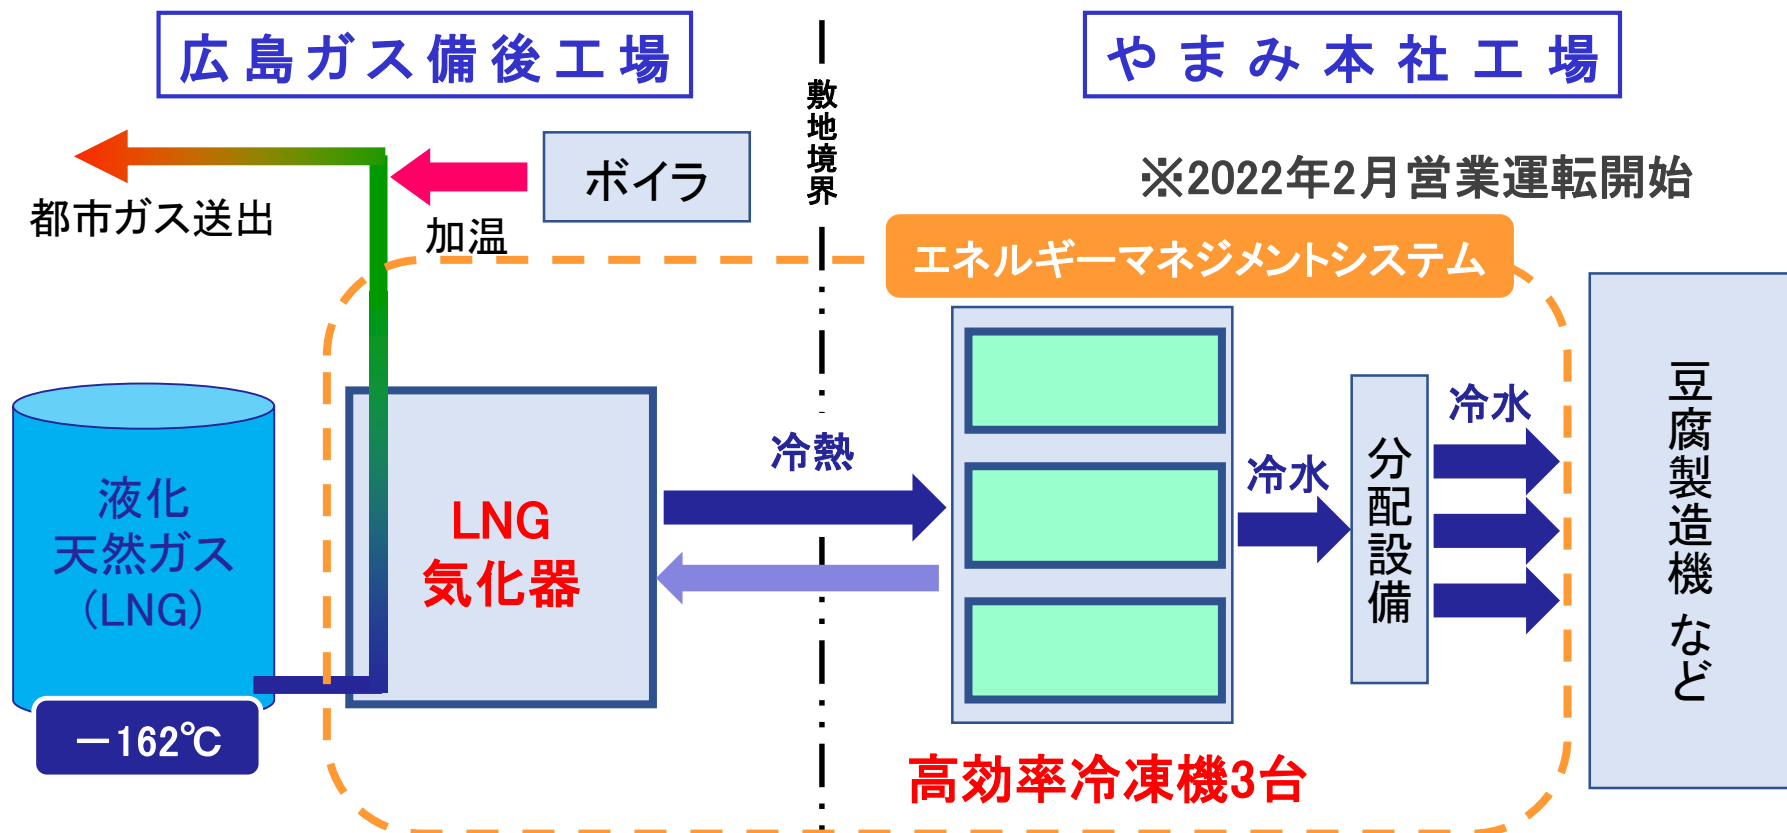 広島ガス備後工場
やまみ本社工場
敷地境界
ボイラ
※2022年2月営業運転開始
都市ガス送出
加温
エネルギーマネジメントシステム
液化
天然ガス
(LNG)
－162℃
LNG
気化器
冷熱
冷水
分配設備
冷水
豆腐製造機 など
高効率冷凍機3台